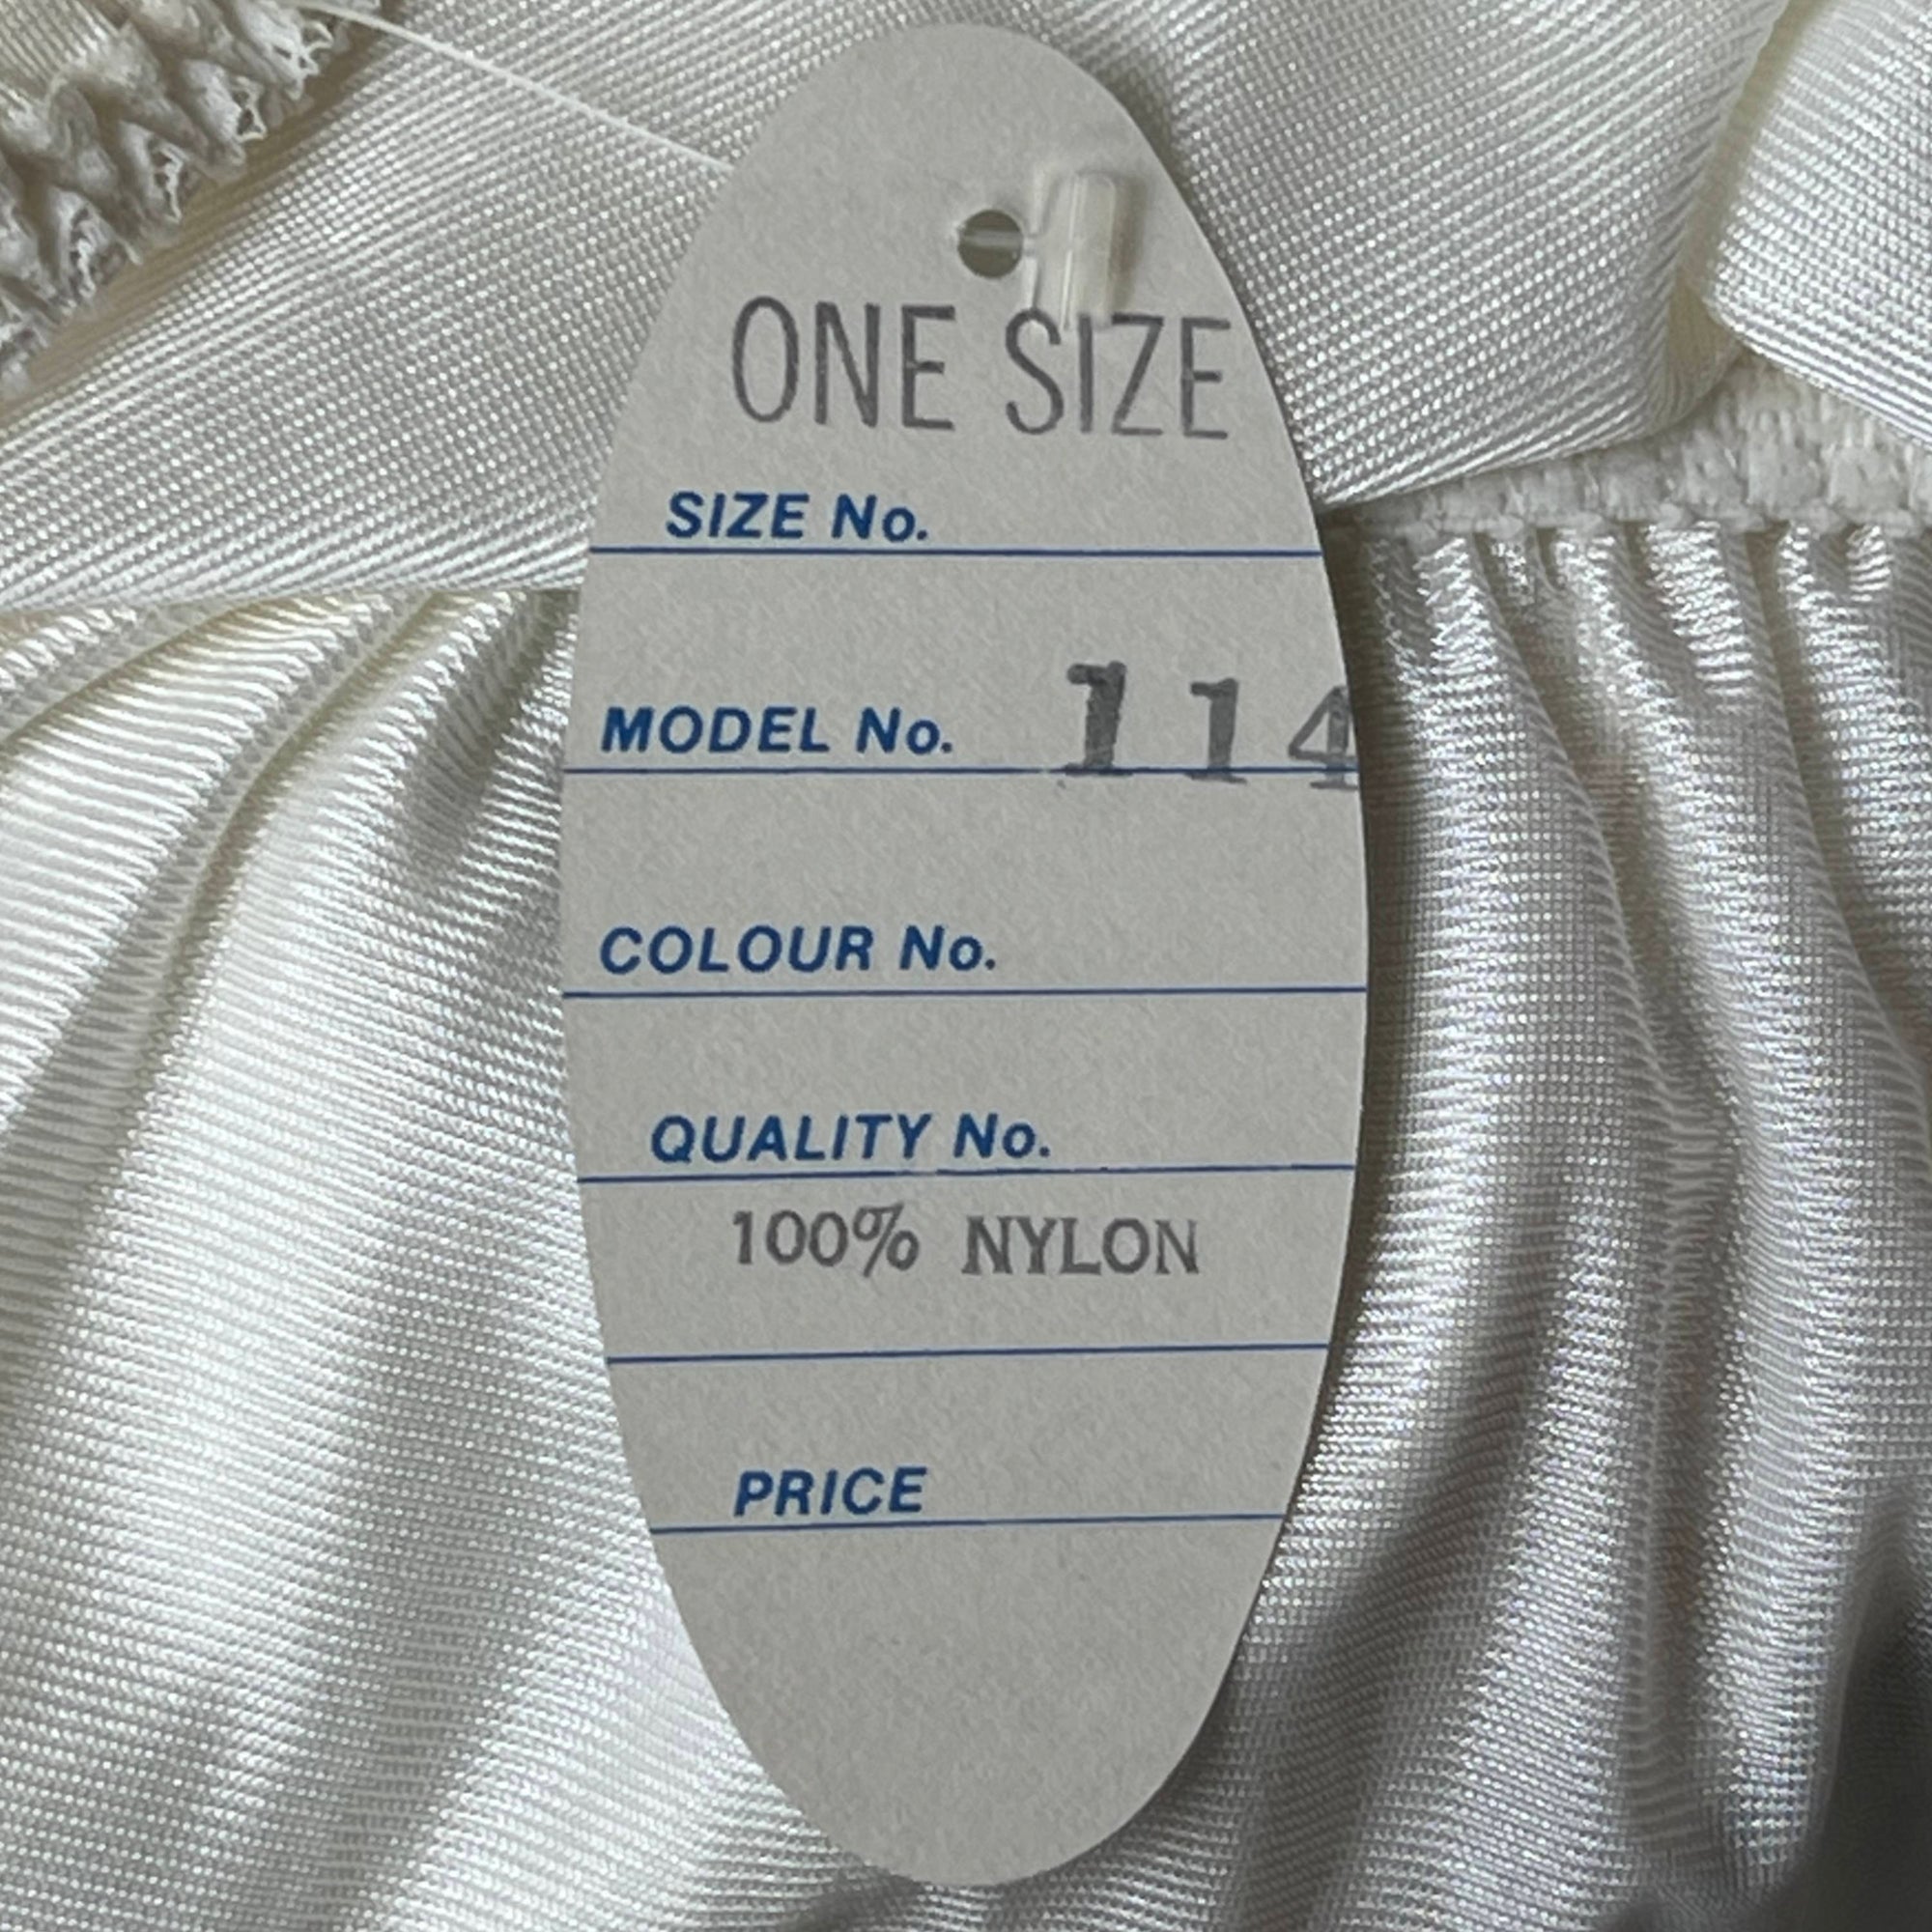 ONE SIZE
SIZE No.
MODEL No. 114
COLOUR No.
QUALITY No.
100% NYLON
PRICE